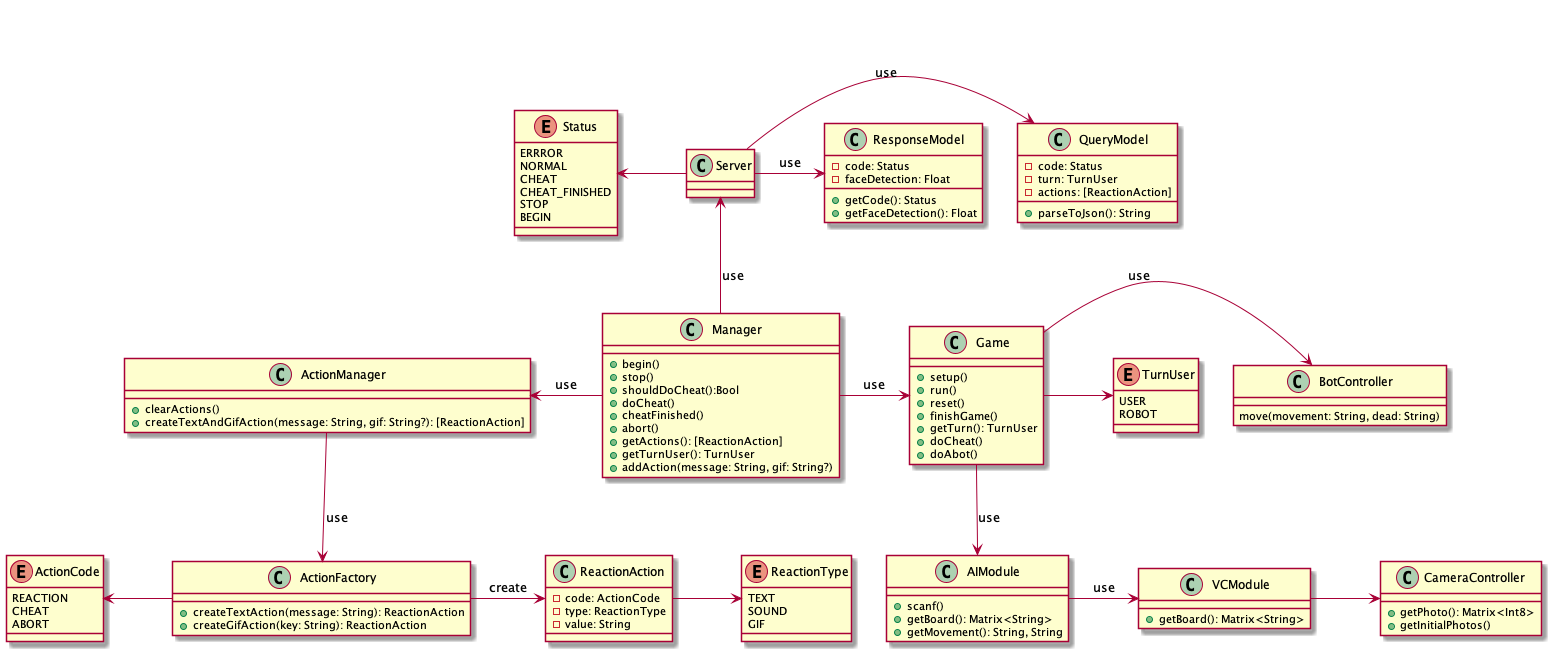 use
E Status
ERRROR
NORMAL
CHEAT
CHEAT_FINISHED
STOP
BEGIN
C Server
use
C ResponseModel
code: Status
faceDetection: Float
getCode(): Status
getFaceDetection(): Float
C QueryModel
code: Status
turn: TurnUser
actions: [ReactionAction]
parseToJson(): String
use
use
C ActionManager
clearActions()
createTextAndGifAction(message: String, gif: String?): [ReactionAction]
use
C Manager
begin()
stop()
shouldDoCheat():Bool
doCheat()
cheatFinished()
abort()
getActions(): [ReactionAction]
getTurnUser(): TurnUser
addAction(message: String, gif: String?)
use
C Game
setup()
run()
reset()
finishGame()
getTurn(): TurnUser
doCheat()
doAbot()
E TurnUser
USER
ROBOT
C BotController
move(movement: String, dead: String)
use
use
E ActionCode
REACTION
CHEAT
ABORT
C ActionFactory
createTextAction(message: String): ReactionAction
createGifAction(key: String): ReactionAction
create
C ReactionAction
code: ActionCode
type: ReactionType
value: String
E ReactionType
TEXT
SOUND
GIF
C AIModule
scanf()
getBoard(): Matrix<String>
getMovement(): String, String
use
C VCModule
getBoard(): Matrix<String>
C CameraController
getPhoto(): Matrix<Int8>
getInitialPhotos()